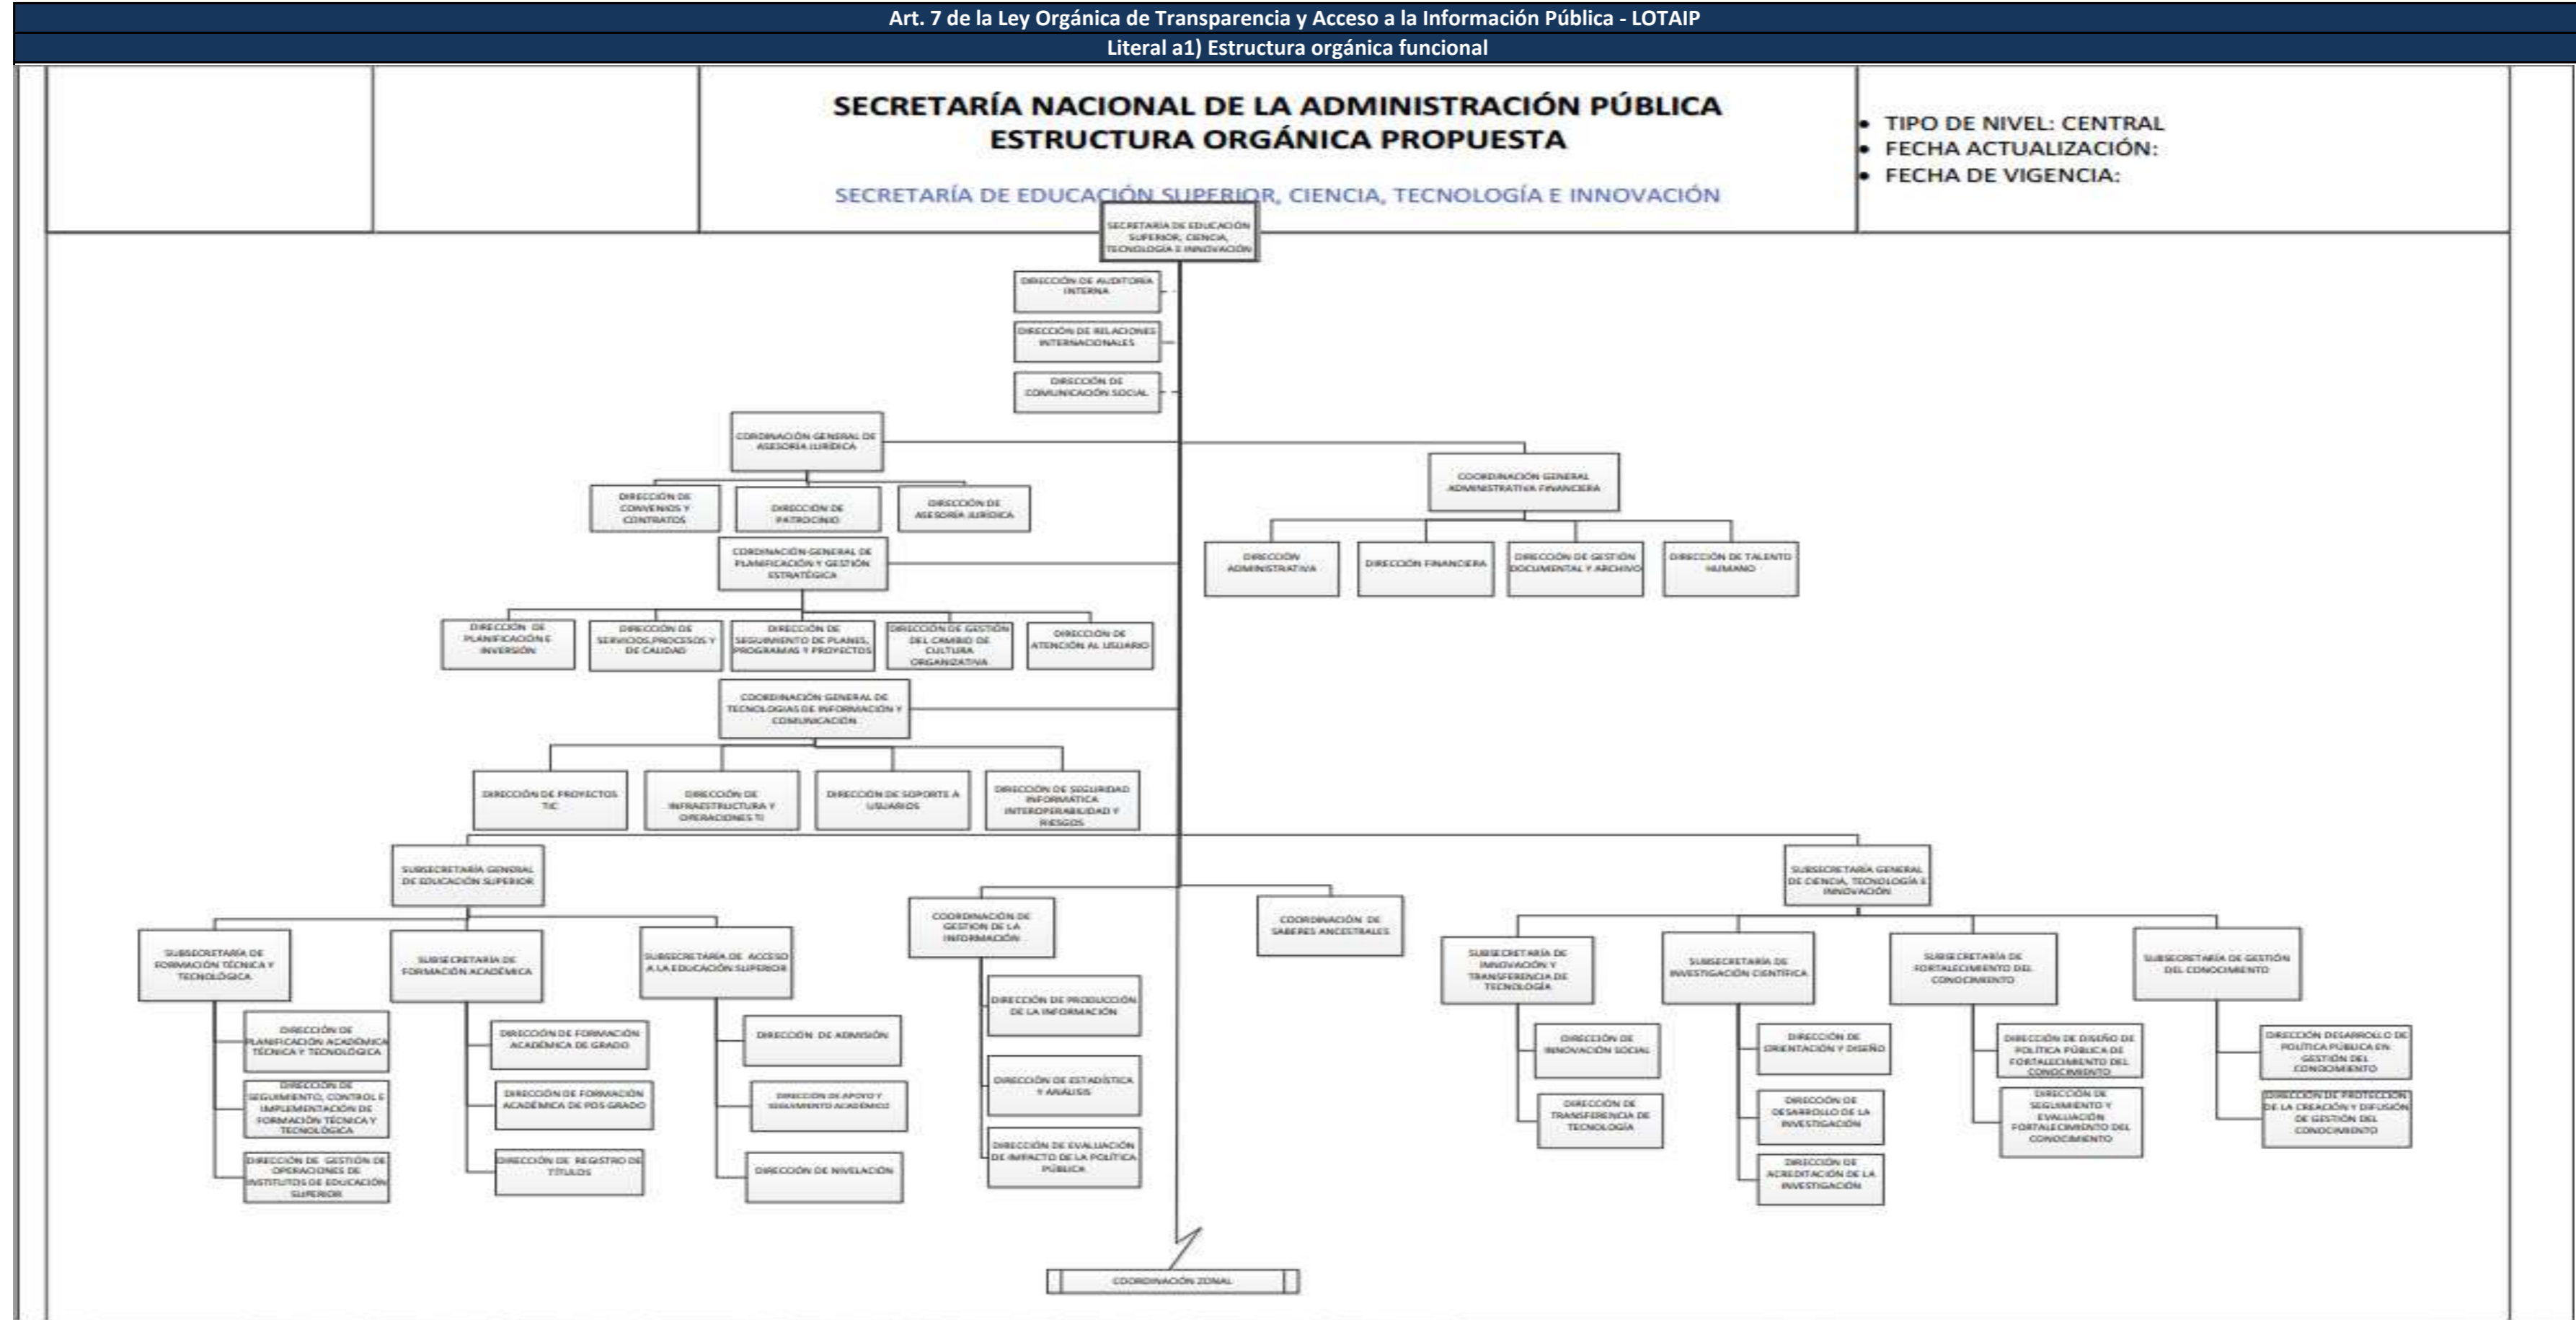 Art. 7 de la Ley Orgánica de Transparencia y Acceso a la Información Pública - LOTAIP
Literal a1) Estructura orgánica funcional
SECRETARÍA NACIONAL DE LA ADMINISTRACIÓN PÚBLICA
ESTRUCTURA ORGÁNICA PROPUESTA
SECRETARÍA DE EDUCACIÓN SUPERIOR, CIENCIA, TECNOLOGÍA E INNOVACIÓN
• TIPO DE NIVEL: CENTRAL
• FECHA ACTUALIZACIÓN:
• FECHA DE VIGENCIA:
SECRETARÍA DE EDUCACIÓN
SUPERIOR, CIENCIA,
TECNOLOGÍA E INNOVACIÓN
DIRECCIÓN DE AUDITORÍA
INTERNA
DIRECCIÓN DE RELACIONES
INTERNACIONALES
DIRECCIÓN DE
COMUNICACIÓN SOCIAL
CORDINACIÓN GENERAL DE
ASESORÍA JURÍDICA
COORDINACIÓN GENERAL
ADMINISTRATIVA FINANCIERA
DIRECCIÓN DE
CONVENIOS Y
CONTRATOS
DIRECCIÓN DE
PATROCINIO
DIRECCIÓN DE
ASESORÍA JURÍDICA
DIRECCIÓN
ADMINISTRATIVA
DIRECCIÓN FINANCIERA
DIRECCIÓN DE GESTIÓN
DOCUMENTAL Y ARCHIVO
DIRECCIÓN DE TALENTO
HUMANO
CORDINACIÓN GENERAL DE
PLANIFICACIÓN Y GESTIÓN
ESTRATÉGICA
DIRECCIÓN DE
PLANIFICACIÓN E
INVERSIÓN
DIRECCIÓN DE
SERVICIOS,PROCESOS Y
DE CALIDAD
DIRECCIÓN DE
SEGUIMIENTO DE PLANES,
PROGRAMAS Y PROYECTOS
DIRECCIÓN DE GESTIÓN
DEL CAMBIO DE
CULTURA
ORGANIZATIVA
DIRECCIÓN DE
ATENCIÓN AL USUARIO
COORDINACIÓN GENERAL DE
TECNOLOGIAS DE INFORMACIÓN Y
COMUNICACIÓN
DIRECCIÓN DE PROYECTOS
TIC
DIRECCIÓN DE
INFRAESTRUCTURA Y
OPERACIONES TI
DIRECCIÓN DE SOPORTE A
USUARIOS
DIRECCIÓN DE SEGURIDAD
INFORMÁTICA
INTEROPERABILIDAD Y
RIESGOS
SUBSECRETARÍA GENERAL
DE EDUCACIÓN SUPERIOR
SUBSECRETARÍA GENERAL
DE CIENCIA, TECNOLOGÍA E
INNOVACIÓN
COORDINACIÓN DE
GESTION DE LA
INFORMACIÓN
COORDINACIÓN DE
SABERES ANCESTRALES
SUBSECRETARÍA DE
FORMACIÓN TÉCNICA Y
TECNOLÓGICA
SUBSECRETARÍA DE
FORMACIÓN ACADÉMICA
SUBSECRETARÍA DE ACCESO
A LA EDUCACIÓN SUPERIOR
SUBSECRETARÍA DE
INNOVACIÓN Y
TRANSFERENCIA DE
TECNOLOGÍA
SUBSECRETARÍA DE
INVESTIGACIÓN CIENTÍFICA
SUBSECRETARÍA DE
FORTALECIMIENTO DEL
CONOCIMIENTO
SUBSECRETARÍA DE GESTIÓN
DEL CONOCIMIENTO
DIRECCIÓN DE
PLANIFICACIÓN ACADÉMICA
TÉCNICA Y TECNOLÓGICA
DIRECCIÓN DE
SEGUIMIENTO, CONTROL E
IMPLEMENTACIÓN DE
FORMACIÓN TÉCNICA Y
TECNOLÓGICA
DIRECCIÓN DE GESTIÓN DE
OPERACIONES DE
INSTITUTOS DE EDUCACIÓN
SUPERIOR
DIRECCIÓN DE FORMACIÓN
ACADÉMICA DE GRADO
DIRECCIÓN DE FORMACIÓN
ACADÉMICA DE POS GRADO
DIRECCIÓN DE REGISTRO DE
TÍTULOS
DIRECCIÓN DE ADMISIÓN
DIRECCIÓN DE APOYO Y
SEGUIMIENTO ACADÉMICO
DIRECCIÓN DE NIVELACIÓN
DIRECCIÓN DE PRODUCCIÓN
DE LA INFORMACIÓN
DIRECCIÓN DE ESTADÍSTICA
Y ANÁLISIS
DIRECCIÓN DE EVALUACIÓN
DE IMPACTO DE LA POLÍTICA
PÚBLICA
DIRECCIÓN DE
INNOVACIÓN SOCIAL
DIRECCIÓN DE
TRANSFERENCIA DE
TECNOLOGÍA
DIRECCIÓN DE
ORIENTACIÓN Y DISEÑO
DIRECCIÓN DE
DESARROLLO DE LA
INVESTIGACIÓN
DIRECCIÓN DE
ACREDITACIÓN DE LA
INVESTIGACIÓN
DIRECCIÓN DE DISEÑO DE
POLÍTICA PÚBLICA DE
FORTALECIMIENTO DEL
CONOCIMIENTO
DIRECCIÓN DE
SEGUIMIENTO Y
EVALUACIÓN
FORTALECIMIENTO DEL
CONOCIMIENTO
DIRECCIÓN DESARROLLO DE
POLÍTICA PÚBLICA EN
GESTIÓN DEL
CONOCIMIENTO
DIRECCIÓN DE PROTECCIÓN
DE LA CREACIÓN Y DIFUSIÓN
DE GESTIÓN DEL
CONOCIMIENTO
COORDINACIÓN ZONAL